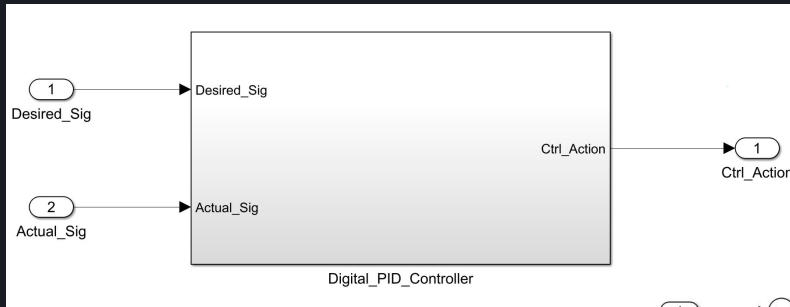 1
Desired_Sig
2
Actual_Sig
Desired_Sig
Actual_Sig
Ctrl_Action
Digital_PID_Controller
1
Ctrl_Action